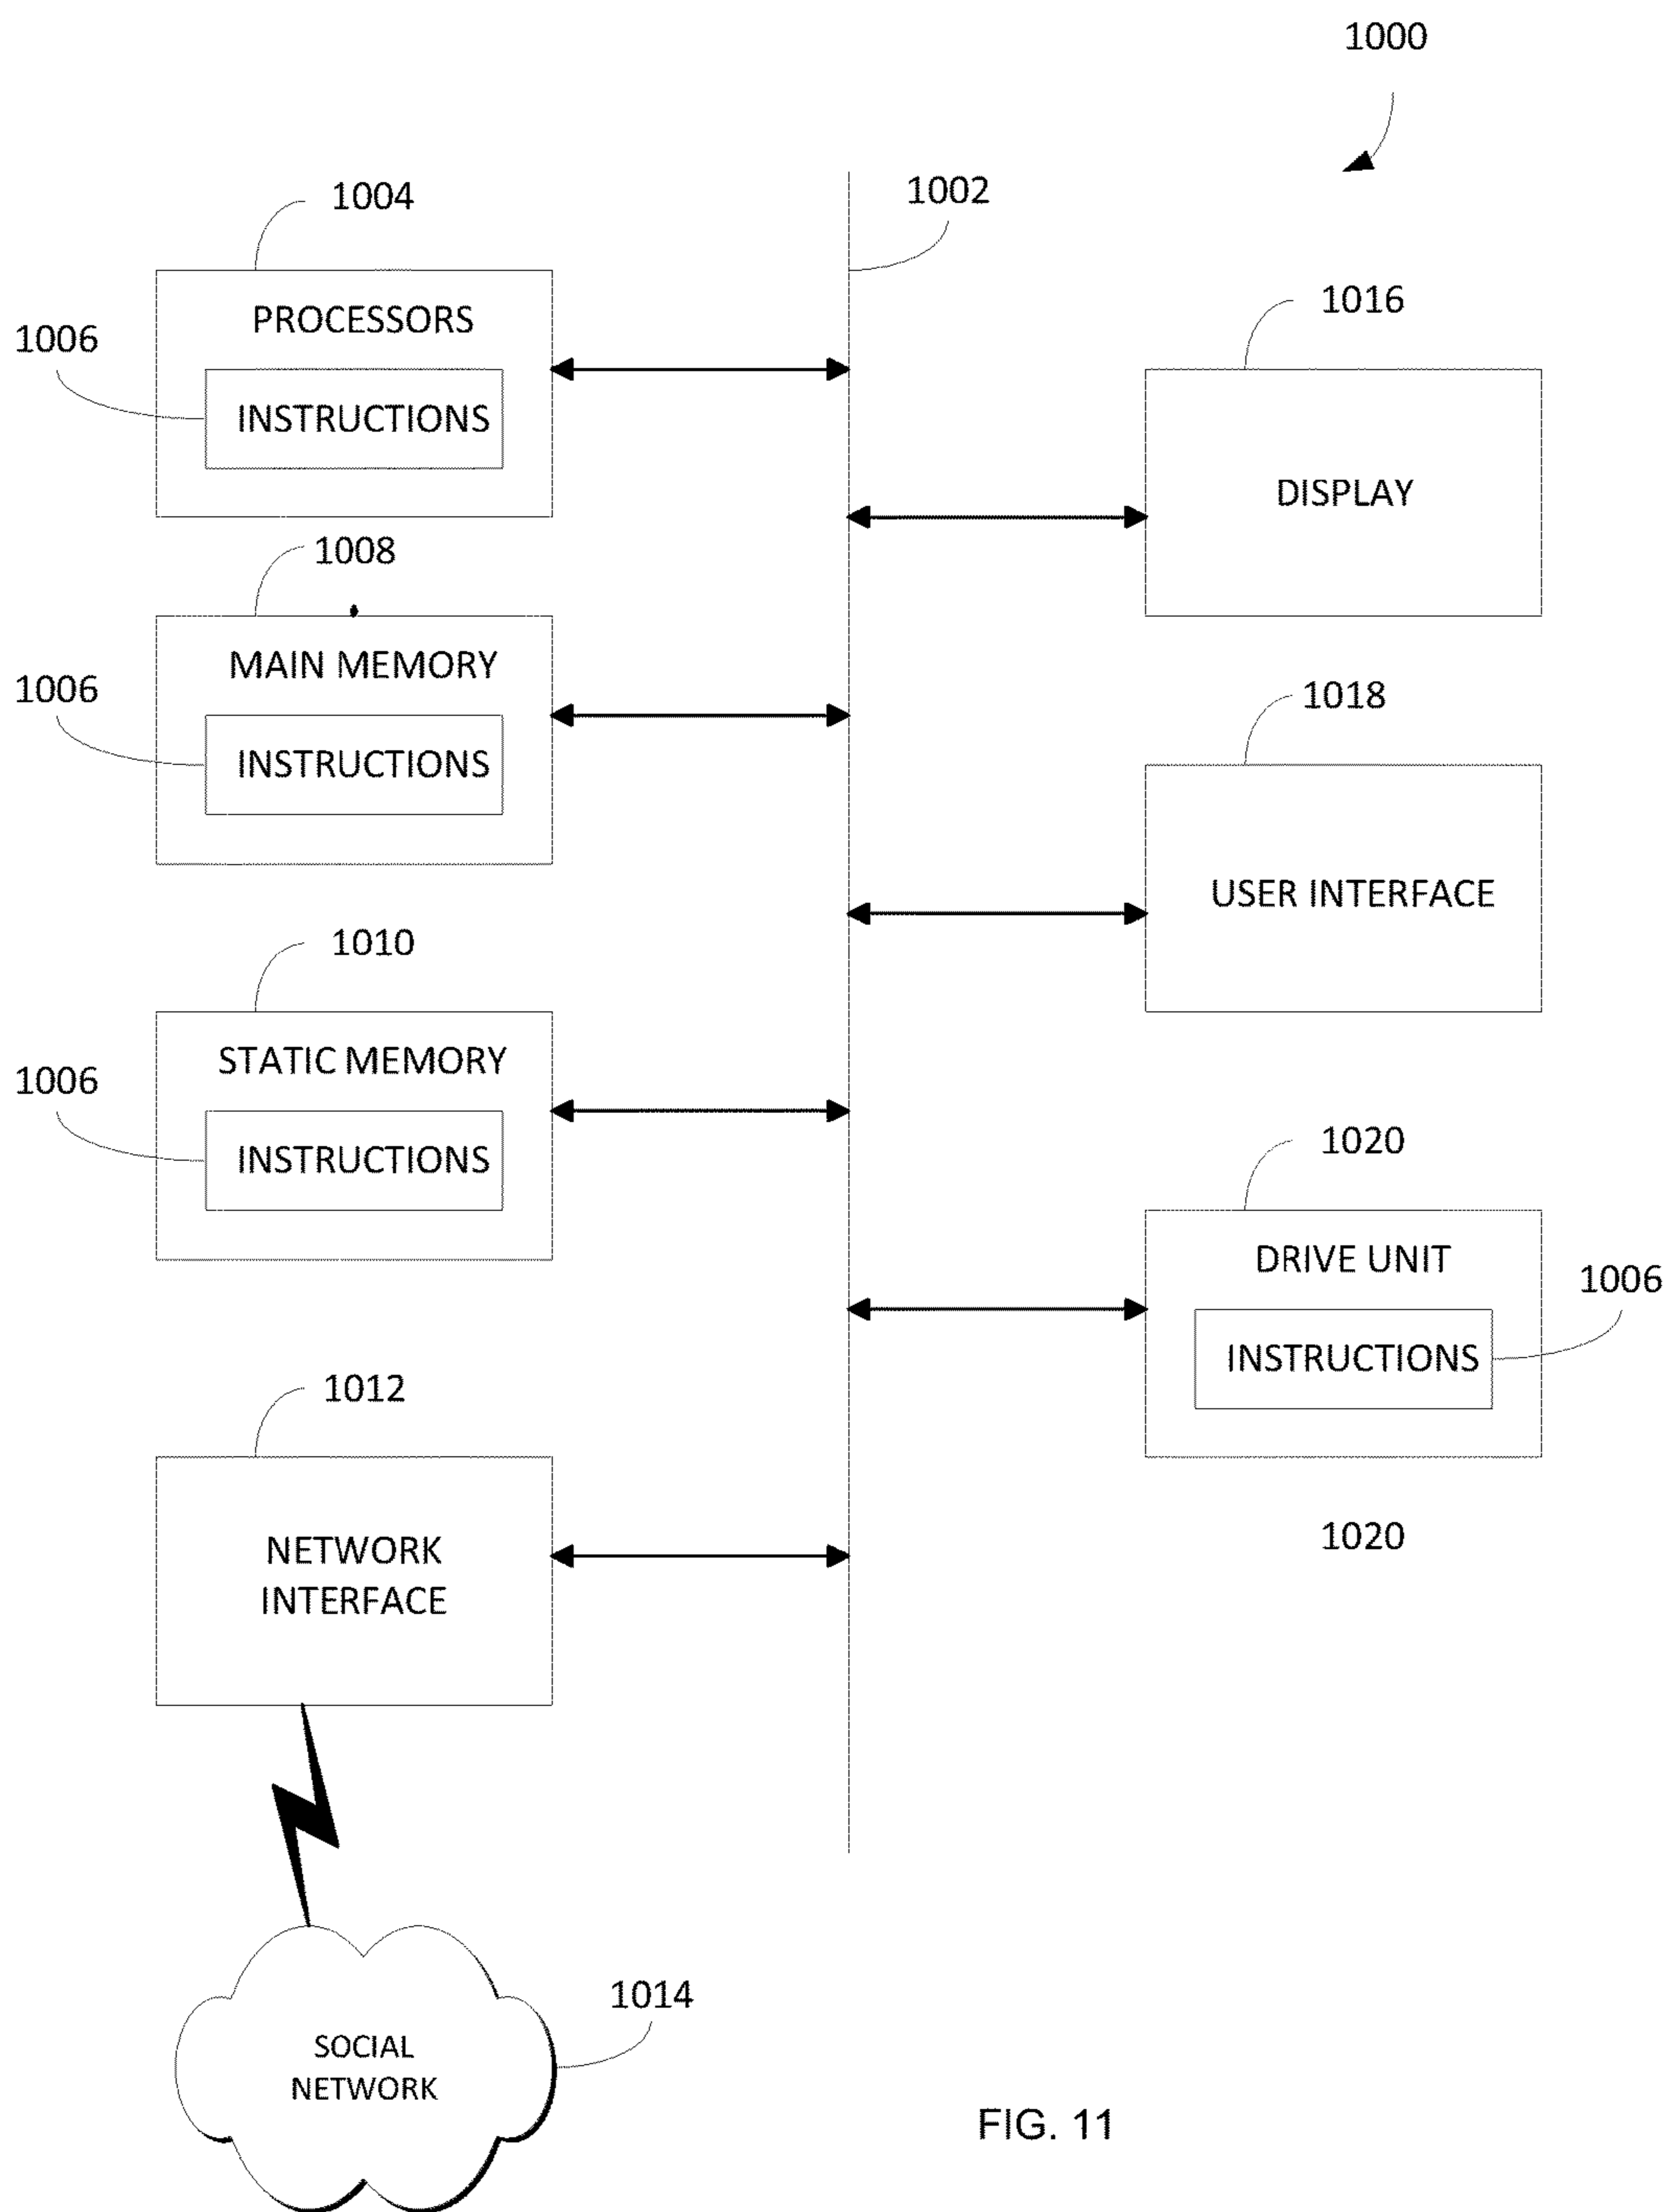 1000
1004
1002
PROCESSORS
1016
1006
INSTRUCTIONS
DISPLAY
1008
MAIN MEMORY
1006
1018
INSTRUCTIONS
USER INTERFACE
1010
STATIC MEMORY
1006
1020
INSTRUCTIONS
DRIVE UNIT
1006
INSTRUCTIONS
1012
1020
NETWORK
INTERFACE
1014
SOCIAL
NETWORK
FIG. 11